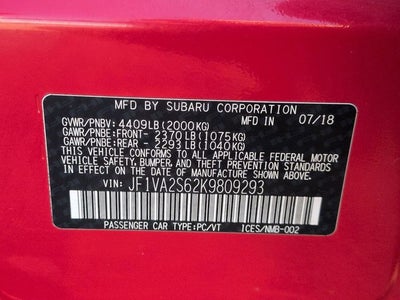 MFD BY SUBARU CORPORATION MFD IN 07/18
GVWR/PNBV: 4409LB(2000KG)
GAWR/PNBE:FRONT- 2370LB(1075KG)
GAWR/PNBE:REAR - 2293LB(1040KG)
THIS VEHICLE CONFORMS TO ALL APPLICABLE FEDERAL MOTOR
VEHICLE SAFETY, BUMPER, AND THEFT PREVENTION
STANDARDS IN EFFECT ON THE DATE OF MANUFACTURE
SHOWN ABOVE.
VIN: JF1VA2S62K9809293
PASSENGER CAR TYPE:PC/VT ICES/NMB-002